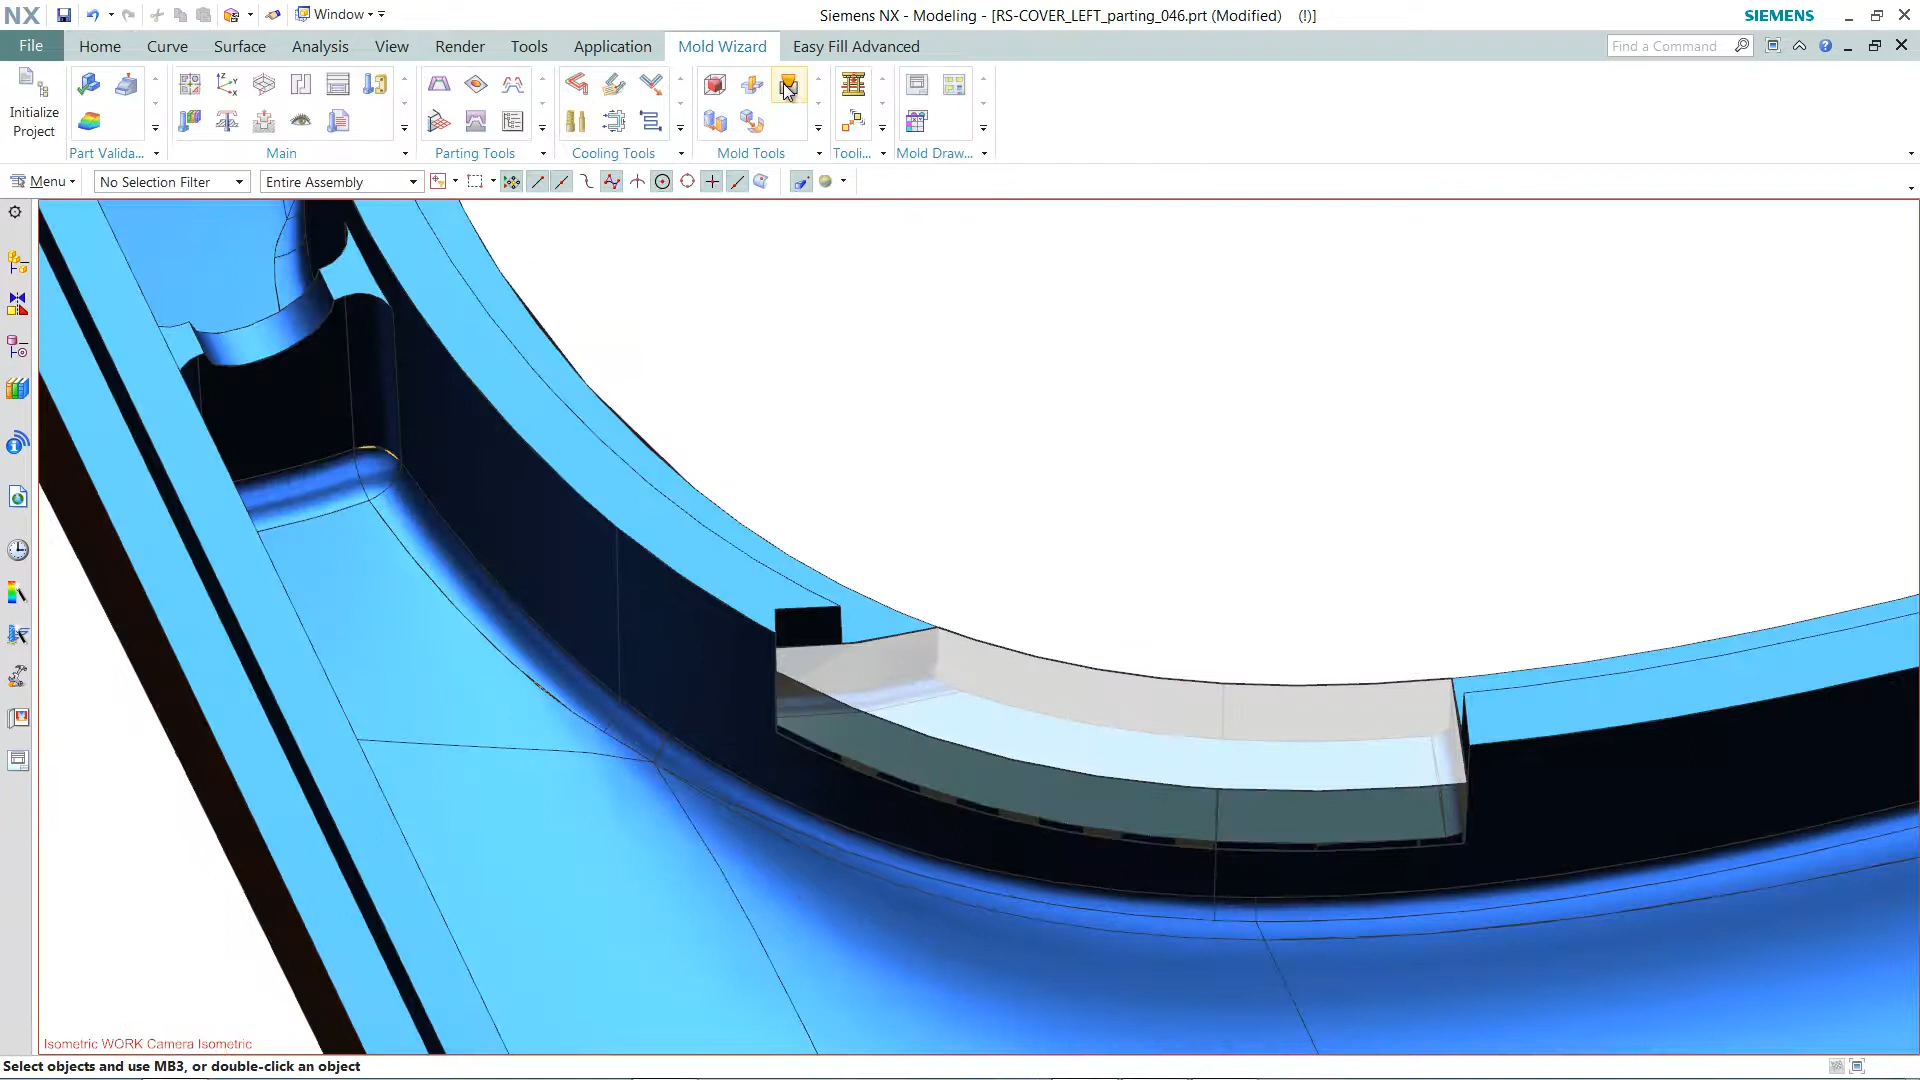 NX
Window
Siemens NX - Modeling - [RS-COVER_LEFT_parting_046.prt (Modified)   (!)]
SIEMENS
File
Home
Curve
Surface
Analysis
View
Render
Tools
Application
Mold Wizard
Easy Fill Advanced
Find a Command
Initialize
Project
Part Valida...
Main
Parting Tools
Cooling Tools
Mold Tools
Tooli...
Mold Draw...
Menu
No Selection Filter
Entire Assembly
Isometric WORK Camera Isometric
Select objects and use MB3, or double-click an object